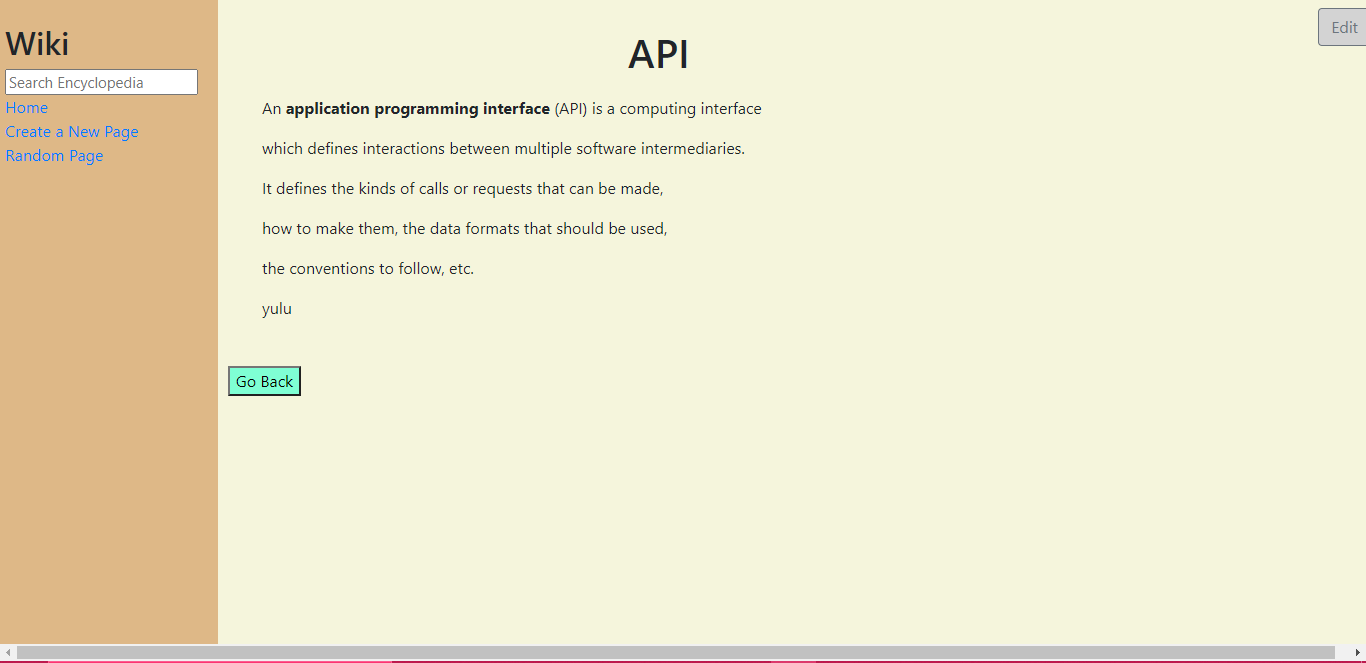 Wiki
Search Encyclopedia
Home
Create a New Page
Random Page
Edit
API
An application programming interface (API) is a computing interface
which defines interactions between multiple software intermediaries.
It defines the kinds of calls or requests that can be made,
how to make them, the data formats that should be used,
the conventions to follow, etc.
yulu
Go Back